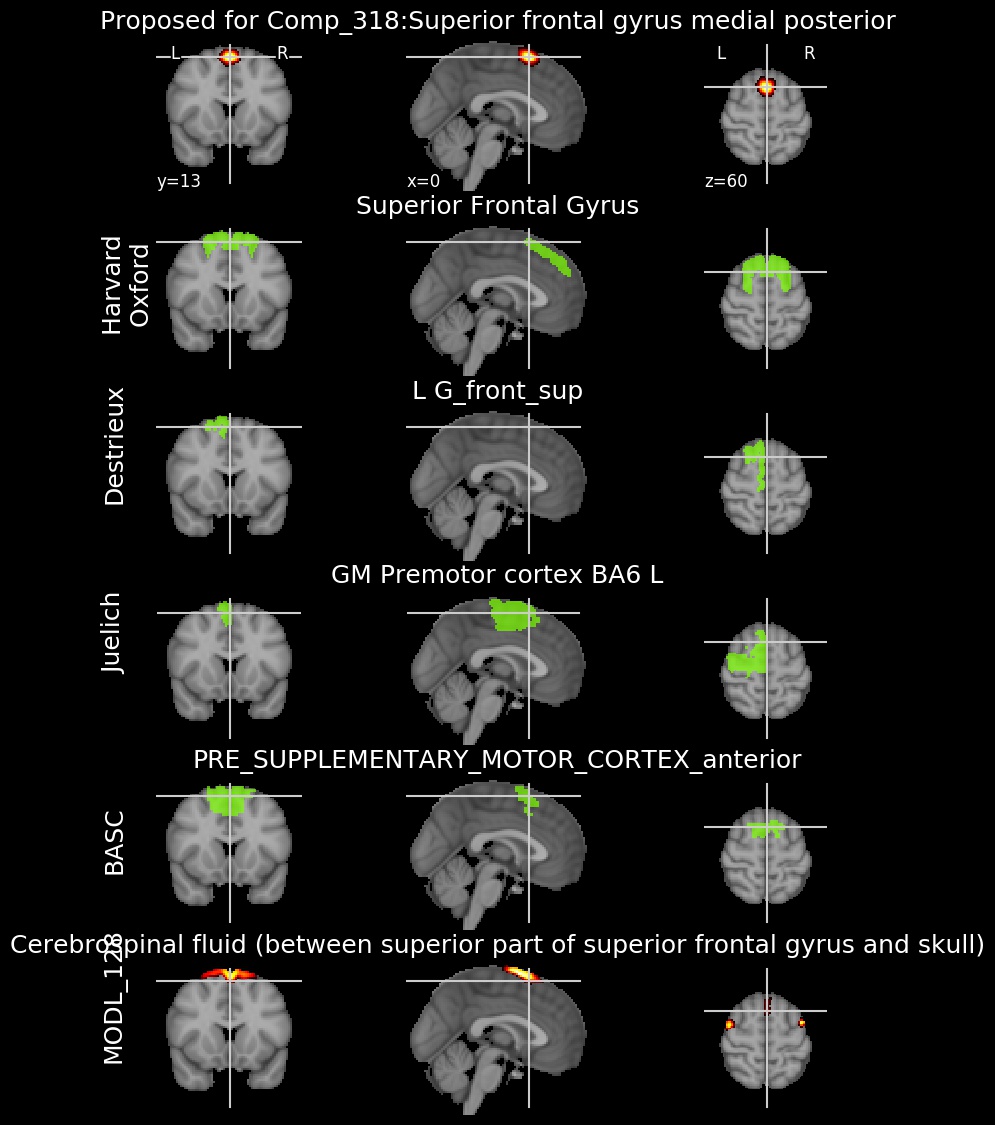 Proposed for Comp_318:Superior frontal gyrus medial posterior
L R
L R
y=13
x=0
z=60
Superior Frontal Gyrus
Harvard
Oxford
L G_front_sup
Destrieux
GM Premotor cortex BA6 L
Juelich
PRE_SUPPLEMENTARY_MOTOR_CORTEX_anterior
BASC
Cerebrospinal fluid (between superior part of superior frontal gyrus and skull)
MODL_128